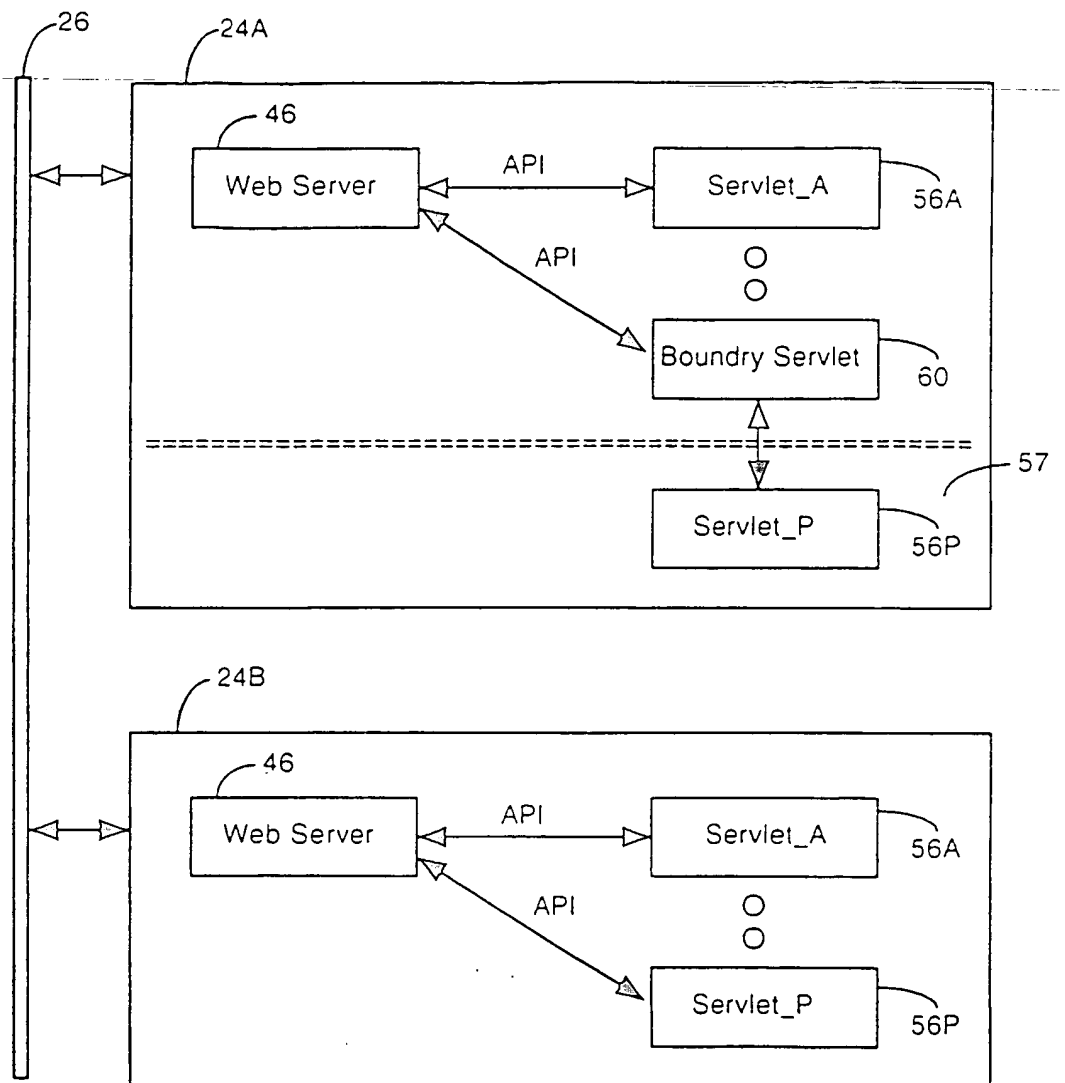 26
24A
46
Web Server
API
Servlet_A
56A
API
Boundry Servlet
60
57
Servlet_P
56P
24B
46
Web Server
API
Servlet_A
56A
API
Servlet_P
56P